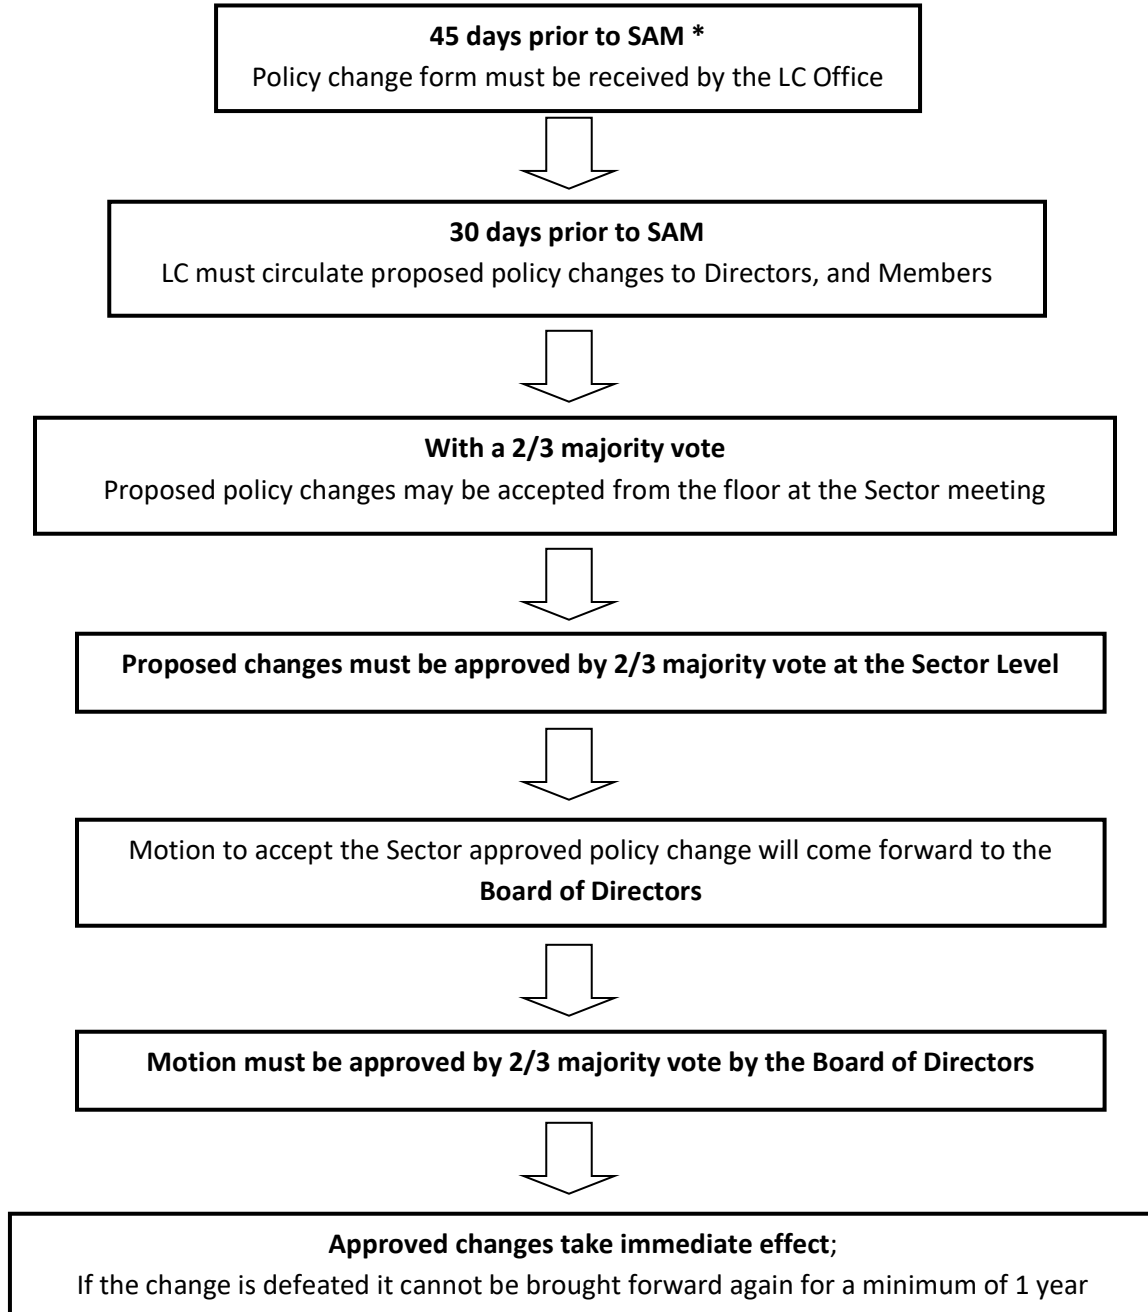 45 days prior to SAM *
Policy change form must be received by the LC Office
30 days prior to SAM
LC must circulate proposed policy changes to Directors, and Members
With a 2/3 majority vote
Proposed policy changes may be accepted from the floor at the Sector meeting
Proposed changes must be approved by 2/3 majority vote at the Sector Level
Motion to accept the Sector approved policy change will come forward to the
Board of Directors
Motion must be approved by 2/3 majority vote by the Board of Directors
Approved changes take immediate effect;
If the change is defeated it cannot be brought forward again for a minimum of 1 year